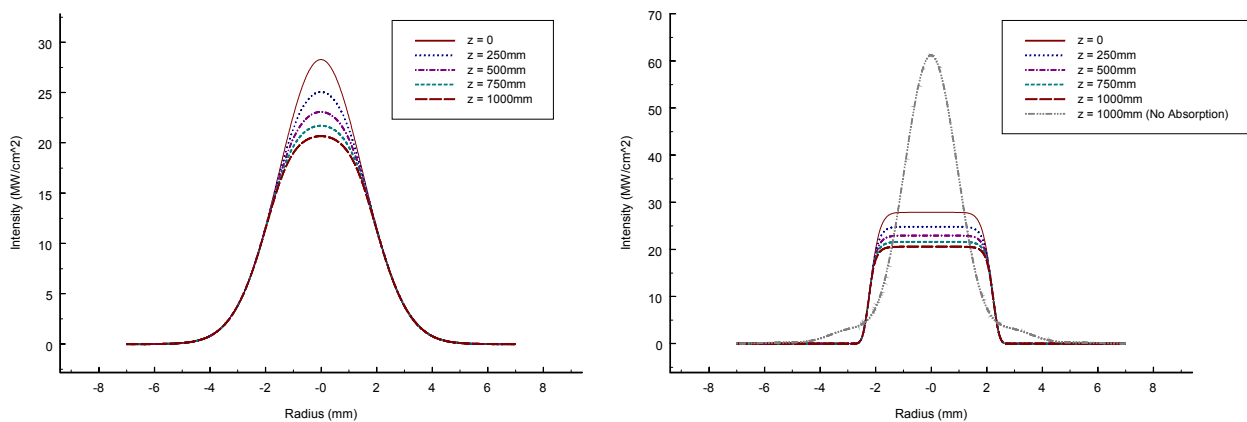 30
25
20
15
10
5
0
Intensity (MW/cm^2)
-8
-6
-4
-2
-0
2
4
6
8
Radius (mm)
z = 0
z = 250mm
z = 500mm
z = 750mm
z = 1000mm
70
60
50
40
30
20
10
0
Intensity (MW/cm^2)
-8
-6
-4
-2
-0
2
4
6
8
Radius (mm)
z = 0
z = 250mm
z = 500mm
z = 750mm
z = 1000mm
z = 1000mm (No Absorption)